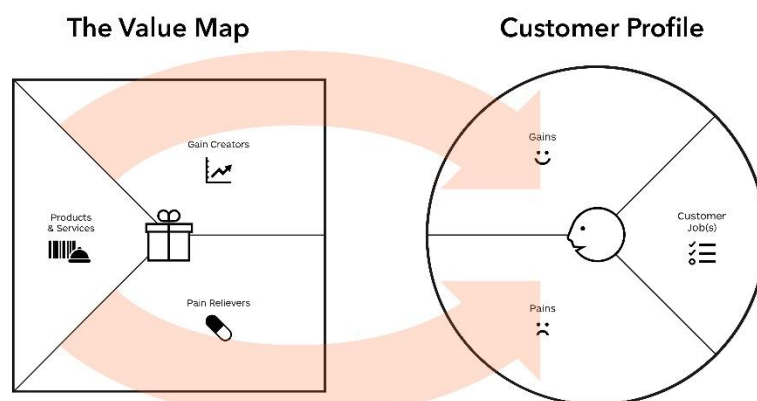 The Value Map
Customer Profile
Gain Creators
Products
& Services
Pain Relievers
Gains
Customer
Job(s)
Pains